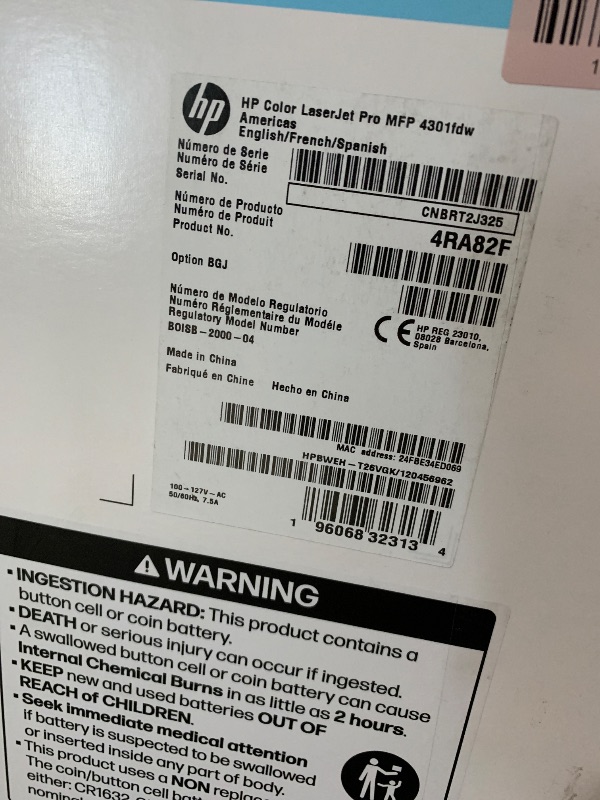 hp
HP Color LaserJet Pro MFP 4301fdw
Americas
English/French/Spanish
Número de Serie
Numéro de Série
Serial No.
CNBRT2J325
Número de Producto
Numéro de Produit
Product No.
4RA82F
Option BGJ
Número de Modelo Regulatorio
Numéro Réglementaire du Modéle
Regulatory Model Number
BOISB-2000-04
CE HP REG 23010,
08028 Barcelona,
Spain
Made in China
Fabriqué en Chine Hecho en China
MAC address: 24FBE34ED069
HPBWEH-T26VGK/120456962
100-127V-AC
50/60Hz, 7.5A
1 96068 32313 4
1
WARNING
▪ INGESTION HAZARD: This product contains a
button cell or coin battery.
▪ DEATH or serious injury can occur if ingested.
▪ A swallowed button cell or coin battery can cause
Internal Chemical Burns in as little as 2 hours.
▪ KEEP new and used batteries OUT OF
REACH of CHILDREN.
▪ Seek immediate medical attention
if battery is suspected to be swallowed
or inserted inside any part of body.
▪ This product uses a NON
The coin/button cell
either: CR1632,